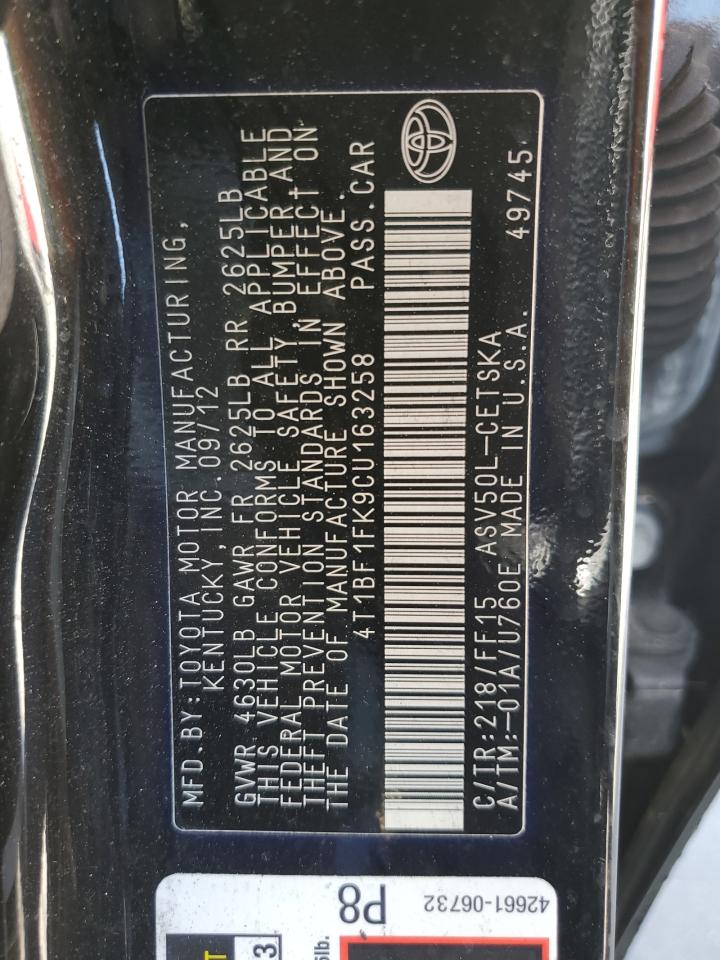 MFD.BY:TOYOTA MOTOR MANUFACTURING,
KENTUCKY, INC. 09/12
GVWR 4630LB GAWR FR 2625LB RR 2625LB
THIS VEHICLE CONFORMS TO ALL APPLICABLE
FEDERAL MOTOR VEHICLE SAFETY, BUMPER, AND
THEFT PREVENTION STANDARDS IN EFFECT ON
THE DATE OF MANUFACTURE SHOWN ABOVE.
4T1BF1FK9CU163258 PASS.CAR
C/TR:218/FF15 ASV50L-CETSKA
A/TM:-01A/U760E MADE IN U.S.A. 49745
42661-06732
P8
lb.
3
T